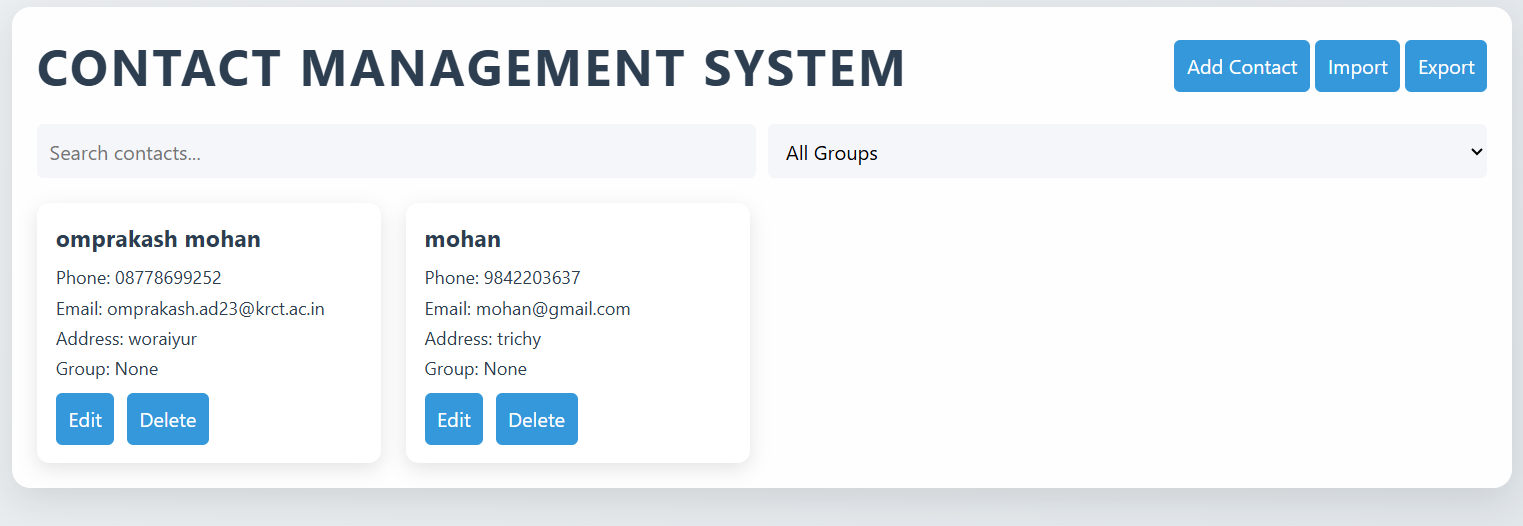 CONTACT MANAGEMENT SYSTEM
Add Contact Import Export
Search contacts...
All Groups
omprakash mohan
Phone: 08778699252
Email: omprakash.ad23@krct.ac.in
Address: woraiyur
Group: None
Edit Delete
mohan
Phone: 9842203637
Email: mohan@gmail.com
Address: trichy
Group: None
Edit Delete